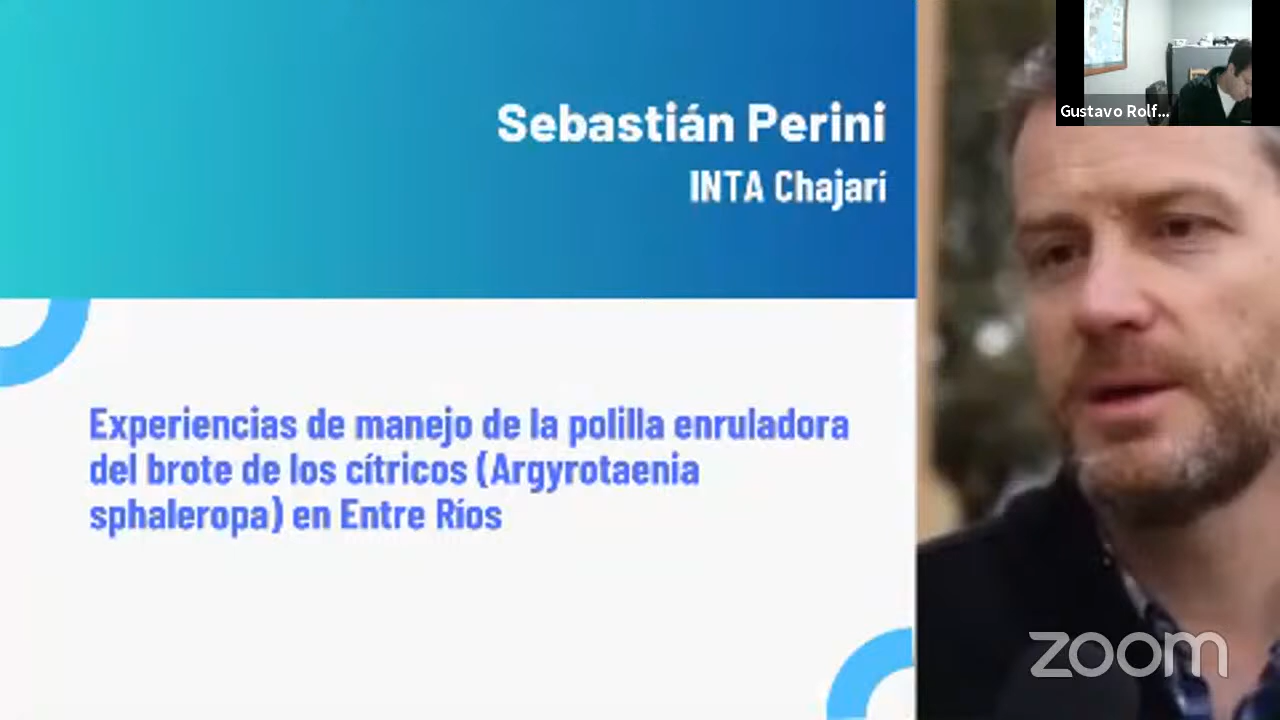 Sebastián Perini
INTA Chajarí
Gustavo Rolf...
Experiencias de manejo de la polilla enruladora
del brote de los cítricos (Argyrotaenia
sphaleropa) en Entre Ríos
zoom